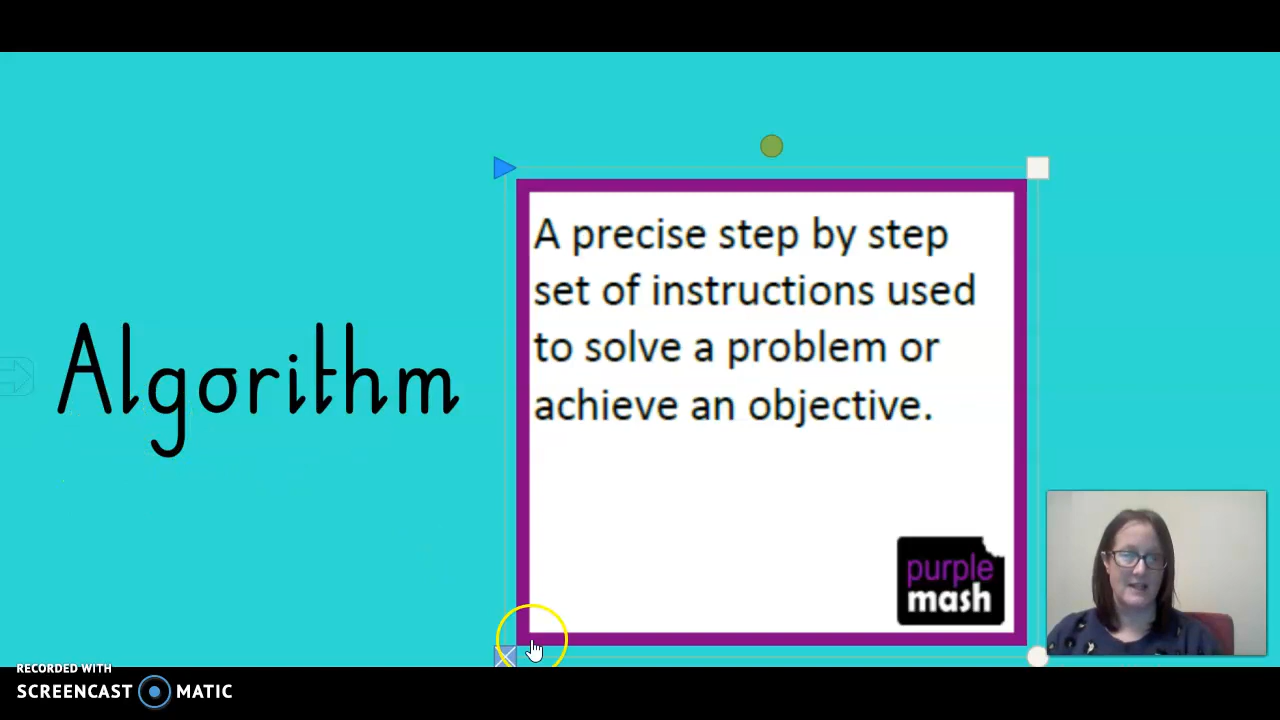 Algorithm
A precise step by step
set of instructions used
to solve a problem or
achieve an objective.
purple
mash
RECORDED WITH
SCREENCAST MATIC